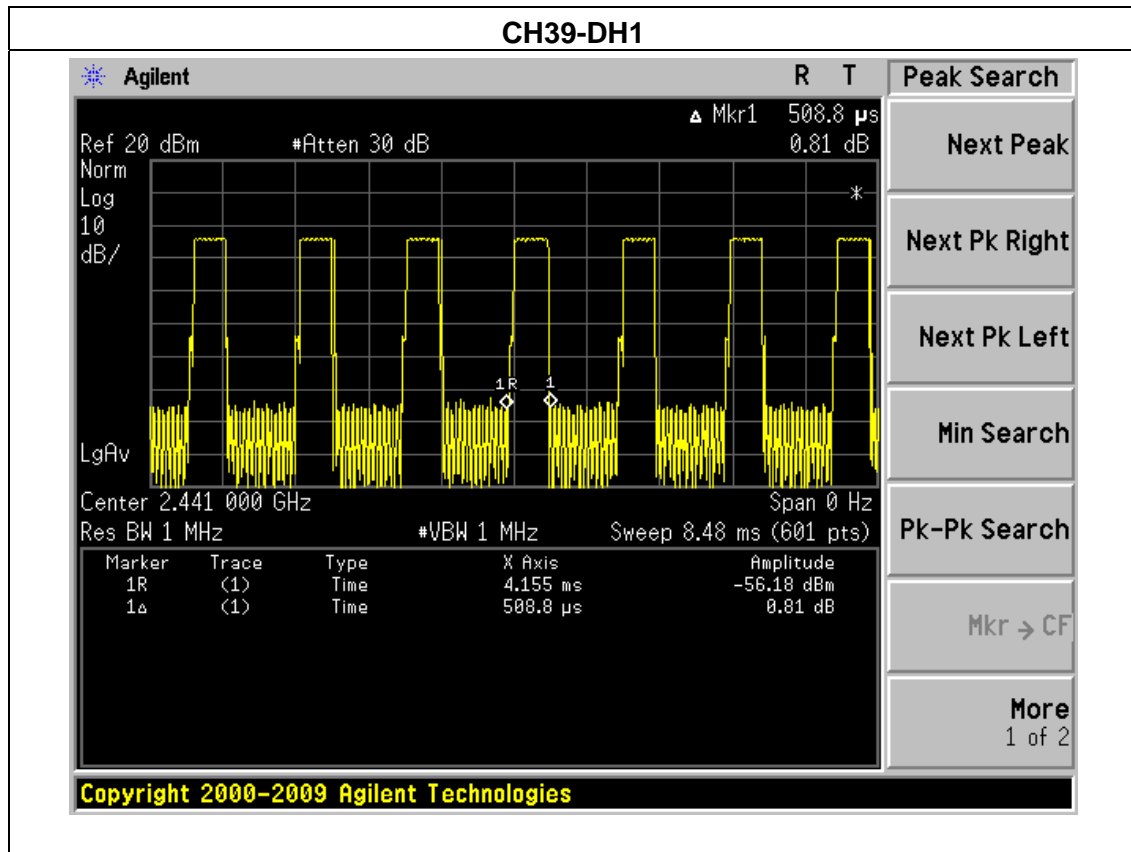 CH39-DH1
Agilent R T Peak Search
Δ Mkr1 508.8 µs
Ref 20 dBm #Atten 30 dB 0.81 dB
Norm
Log
10
dB/
1R 1
LgAv
Center 2.441 000 GHz Span 0 Hz
Res BW 1 MHz #VBW 1 MHz Sweep 8.48 ms (601 pts)
Marker Trace Type X Axis Amplitude
1R (1) Time 4.155 ms -56.18 dBm
1Δ (1) Time 508.8 µs 0.81 dB
Next Peak
Next Pk Right
Next Pk Left
Min Search
Pk-Pk Search
Mkr → CF
More
1 of 2
Copyright 2000-2009 Agilent Technologies